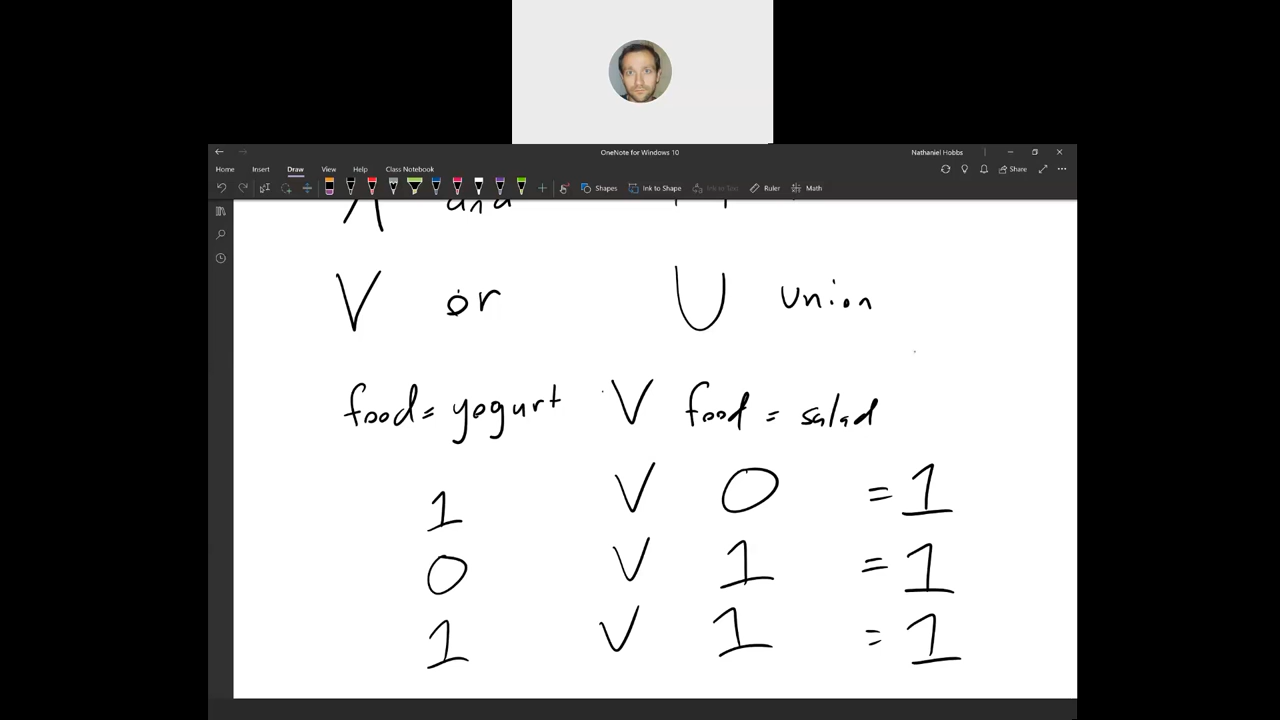 OneNote for Windows 10
Nathaniel Hobbs
Home Insert Draw View Help Class Notebook
Share
Shapes Ink to Shape Ink to Text Ruler Math
and
V or U union
food = yogurt V food = salad
1 V 0 = 1
0 V 1 = 1
1 V 1 = 1